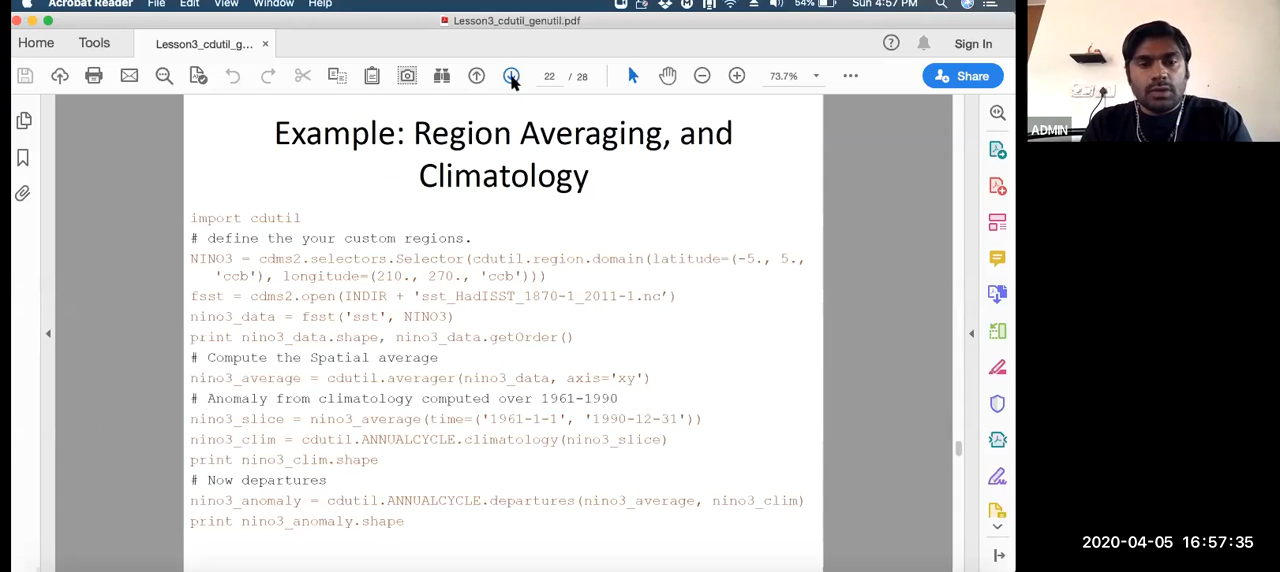 Acrobat Reader File Edit View Window Help 54% Sun 4:57 PM
Lesson3_cdutil_genutil.pdf
Home Tools Lesson3_cdutil_g... × Sign In
22 / 28 73.7% Share
Example: Region Averaging, and
Climatology
import cdutil
# define the your custom regions.
NINO3 = cdms2.selectors.Selector(cdutil.region.domain(latitude=(-5., 5.,
'ccb'), longitude=(210., 270., 'ccb')))
fsst = cdms2.open(INDIR + 'sst_HadISST_1870-1_2011-1.nc’)
nino3_data = fsst('sst', NINO3)
print nino3_data.shape, nino3_data.getOrder()
# Compute the Spatial average
nino3_average = cdutil.averager(nino3_data, axis='xy')
# Anomaly from climatology computed over 1961-1990
nino3_slice = nino3_average(time=('1961-1-1', '1990-12-31'))
nino3_clim = cdutil.ANNUALCYCLE.climatology(nino3_slice)
print nino3_clim.shape
# Now departures
nino3_anomaly = cdutil.ANNUALCYCLE.departures(nino3_average, nino3_clim)
print nino3_anomaly.shape
ADMIN
2020-04-05 16:57:35